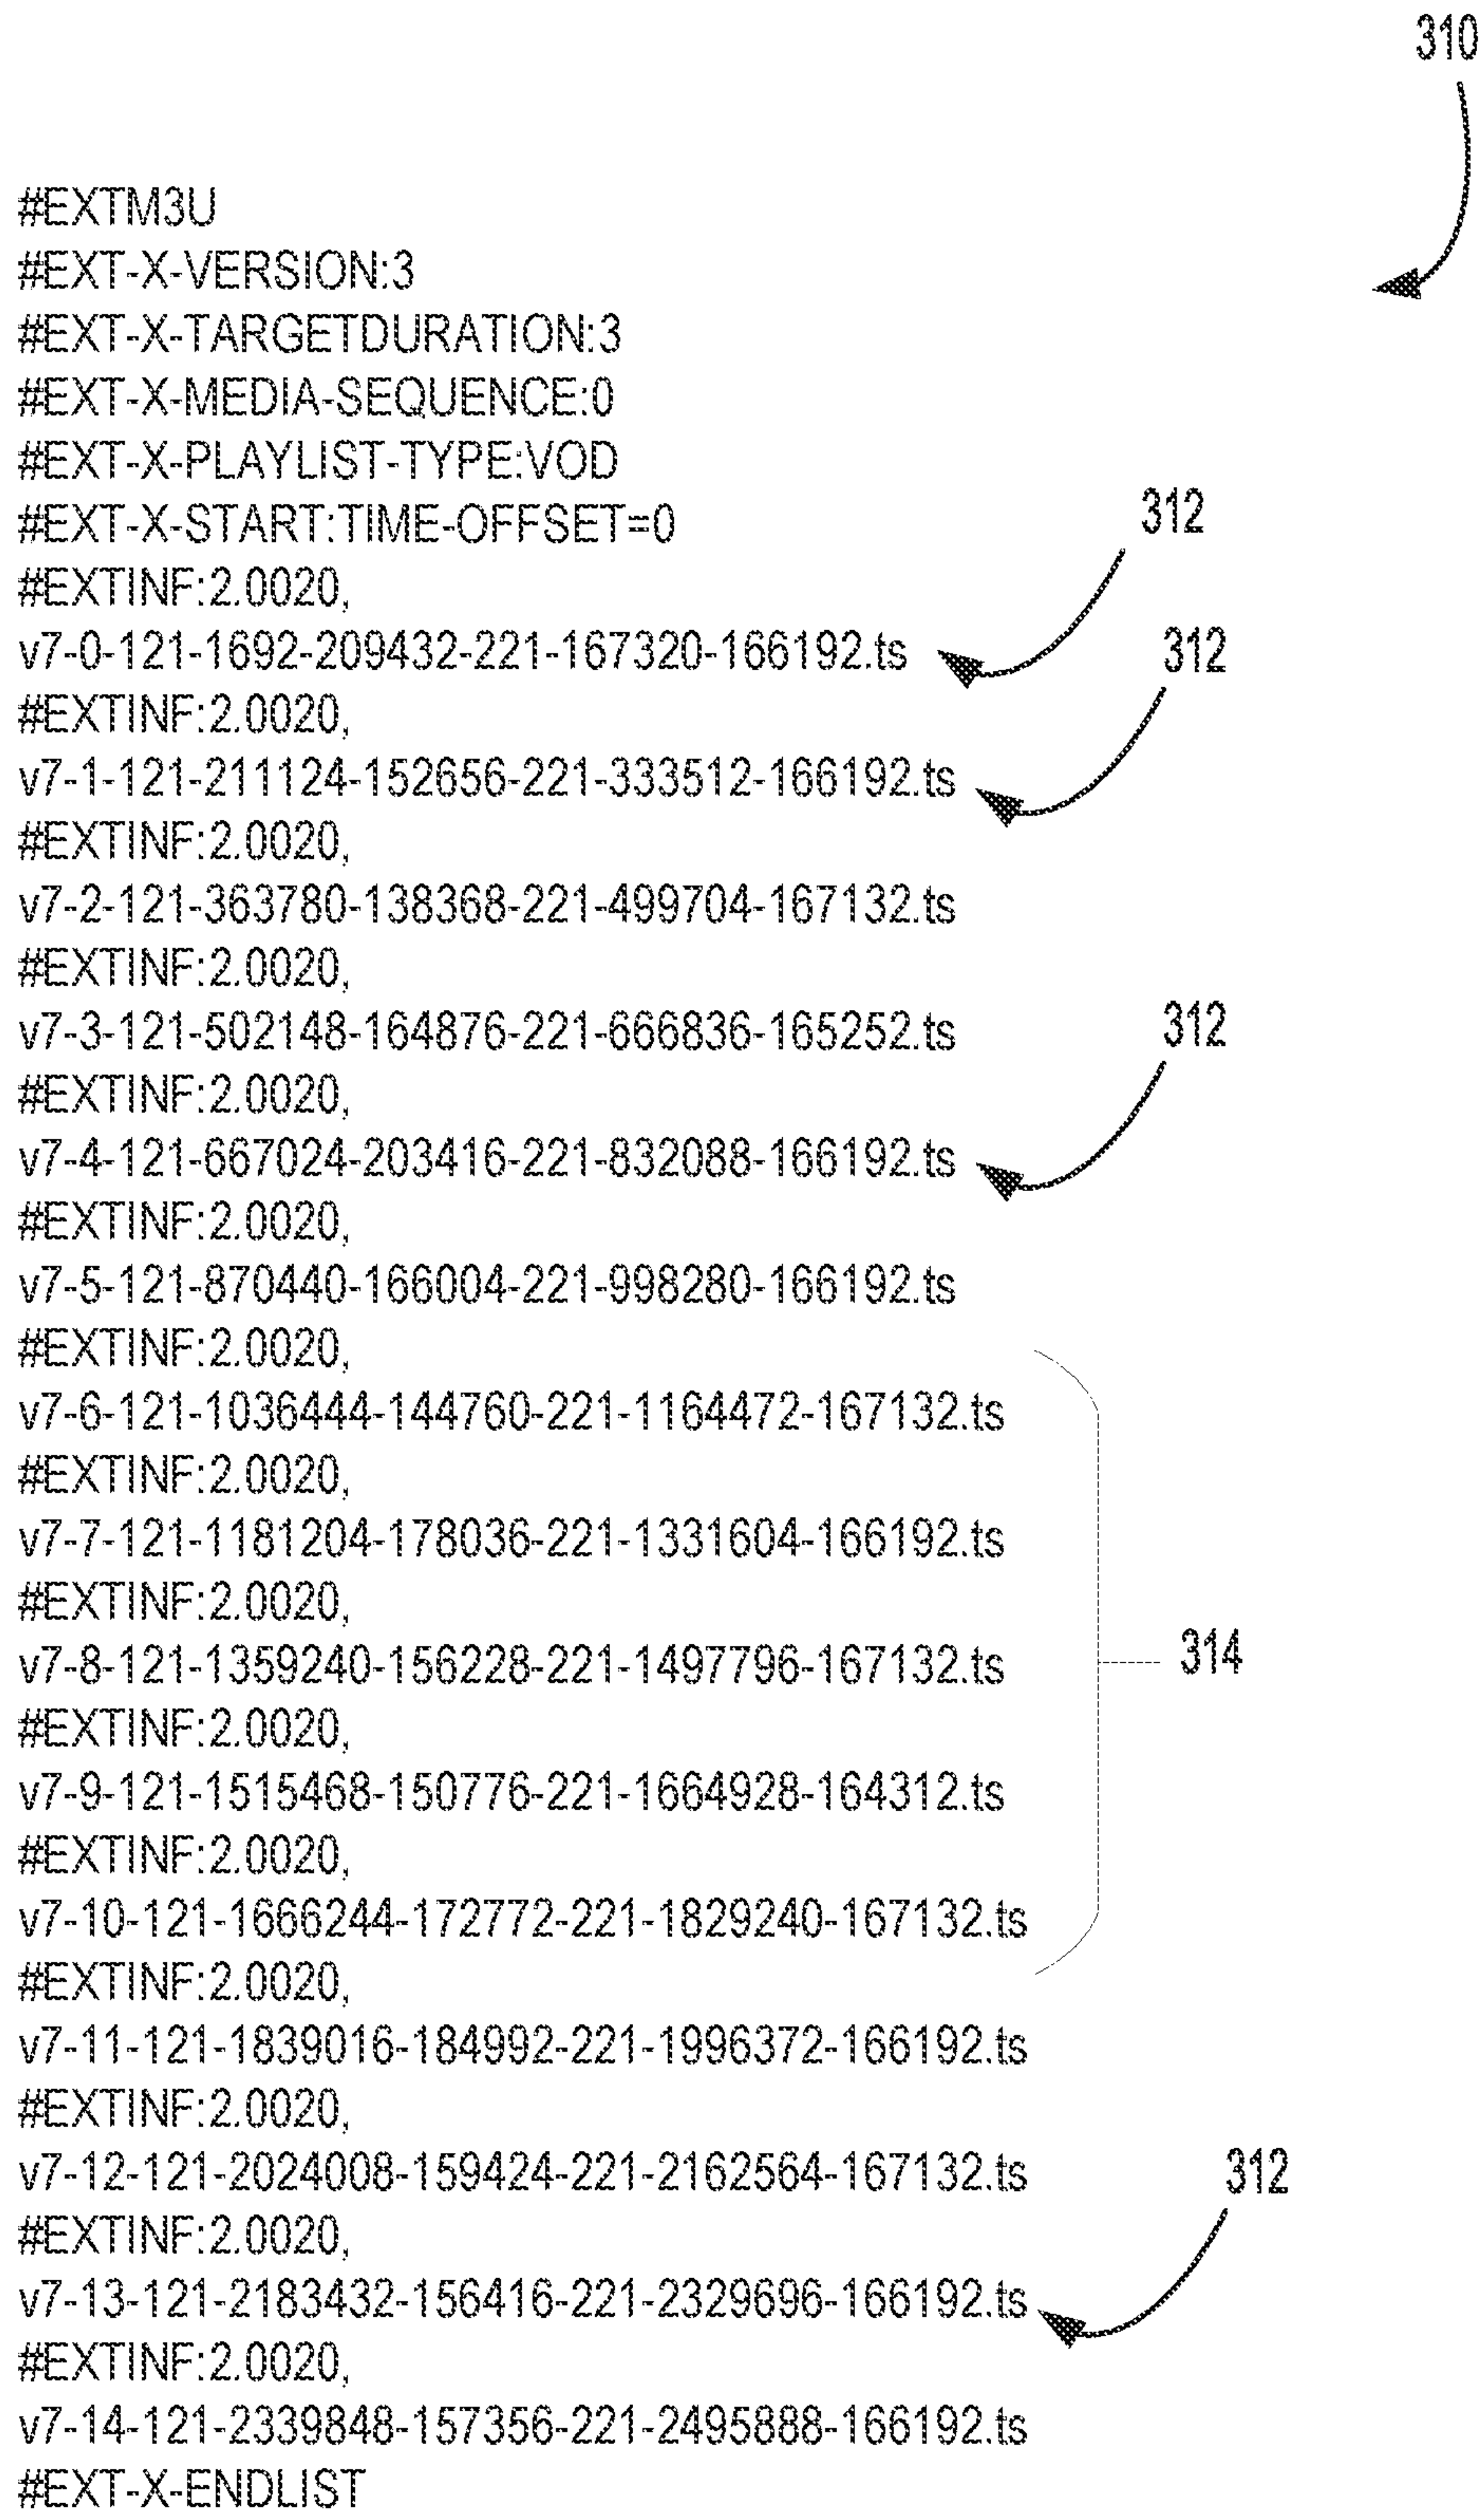 310
#EXTM3U
#EXT-X-VERSION:3
#EXT-X-TARGETDURATION:3
#EXT-X-MEDIA-SEQUENCE:0
#EXT-X-PLAYLIST-TYPE:VOD
#EXT-X-START:TIME-OFFSET=0
312
#EXTINF:2.0020,
v7-0-121-1692-209432-221-167320-166192.ts
312
#EXTINF:2.0020,
v7-1-121-211124-152656-221-333512-166192.ts
#EXTINF:2.0020,
v7-2-121-363780-138368-221-499704-167132.ts
#EXTINF:2.0020,
v7-3-121-502148-164876-221-666836-165252.ts
312
#EXTINF:2.0020,
v7-4-121-667024-203416-221-832088-166192.ts
#EXTINF:2.0020,
v7-5-121-870440-166004-221-998280-166192.ts
#EXTINF:2.0020,
v7-6-121-1036444-144760-221-1164472-167132.ts
#EXTINF:2.0020,
v7-7-121-1181204-178036-221-1331604-166192.ts
#EXTINF:2.0020,
v7-8-121-1359240-156228-221-1497796-167132.ts
314
#EXTINF:2.0020,
v7-9-121-1515468-150776-221-1664928-164312.ts
#EXTINF:2.0020,
v7-10-121-1666244-172772-221-1829240-167132.ts
#EXTINF:2.0020,
v7-11-121-1839016-184992-221-1996372-166192.ts
#EXTINF:2.0020,
v7-12-121-2024008-159424-221-2162564-167132.ts
312
#EXTINF:2.0020,
v7-13-121-2183432-156416-221-2329696-166192.ts
#EXTINF:2.0020,
v7-14-121-2339848-157356-221-2495888-166192.ts
#EXT-X-ENDLIST